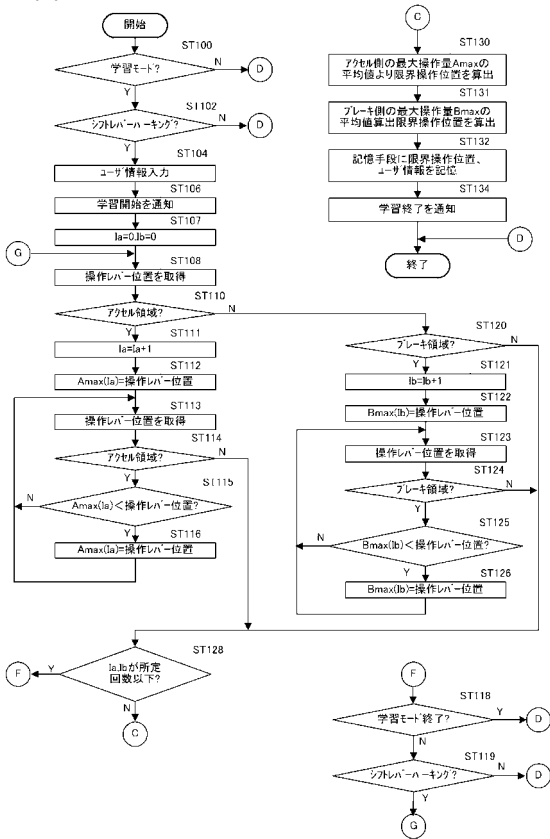 開始
ST100
学習モード?
N
D
Y
ST102
シフトレバーパーキング?
N
D
Y
ST104
ユーザ情報入力
ST106
学習開始を通知
ST107
Ia=0,Ib=0
G
ST108
操作レバー位置を取得
ST110
アクセル領域?
N
Y
ST111
Ia=Ia+1
ST112
Amax(Ia)=操作レバー位置
ST113
操作レバー位置を取得
ST114
アクセル領域?
N
Y
ST115
Amax(Ia)<操作レバー位置?
N
Y
ST116
Amax(Ia)=操作レバー位置
ST120
ブレーキ領域?
N
Y
ST121
Ib=Ib+1
ST122
Bmax(Ib)=操作レバー位置
ST123
操作レバー位置を取得
ST124
ブレーキ領域?
N
Y
ST125
Bmax(Ib)<操作レバー位置?
N
Y
ST126
Bmax(Ib)=操作レバー位置
ST128
Ia,Ibが所定
回数以下?
Y
F
N
C
C
ST130
アクセル側の最大操作量Amaxの
平均値より限界操作位置を算出
ST131
ブレーキ側の最大操作量Bmaxの
平均値算出限界操作位置を算出
ST132
記憶手段に限界操作位置、
ユーザ情報を記憶
ST134
学習終了を通知
D
終了
F
ST118
学習モード終了?
Y
D
N
ST119
シフトレバーパーキング?
N
D
Y
G